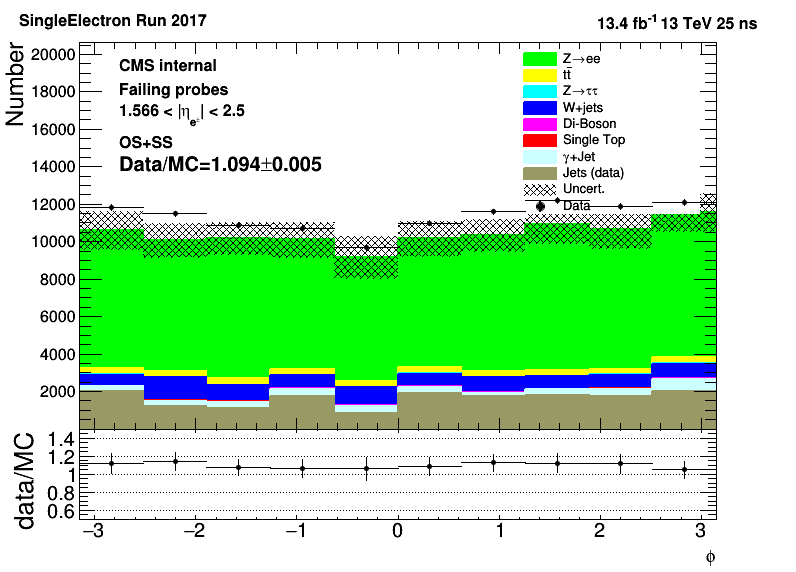 SingleElectron Run 2017
13.4 fb⁻¹ 13 TeV 25 ns
Number
20000
18000
16000
14000
12000
10000
8000
6000
4000
2000
CMS internal
Failing probes
1.566 < |η_e±| < 2.5
OS+SS
Data/MC=1.094±0.005
Z→ee
tt̄
Z→ττ
W+jets
Di-Boson
Single Top
γ+Jet
Jets (data)
Uncert.
Data
data/MC
1.4
1.2
1
0.8
0.6
−3 −2 −1 0 1 2 3
ϕ